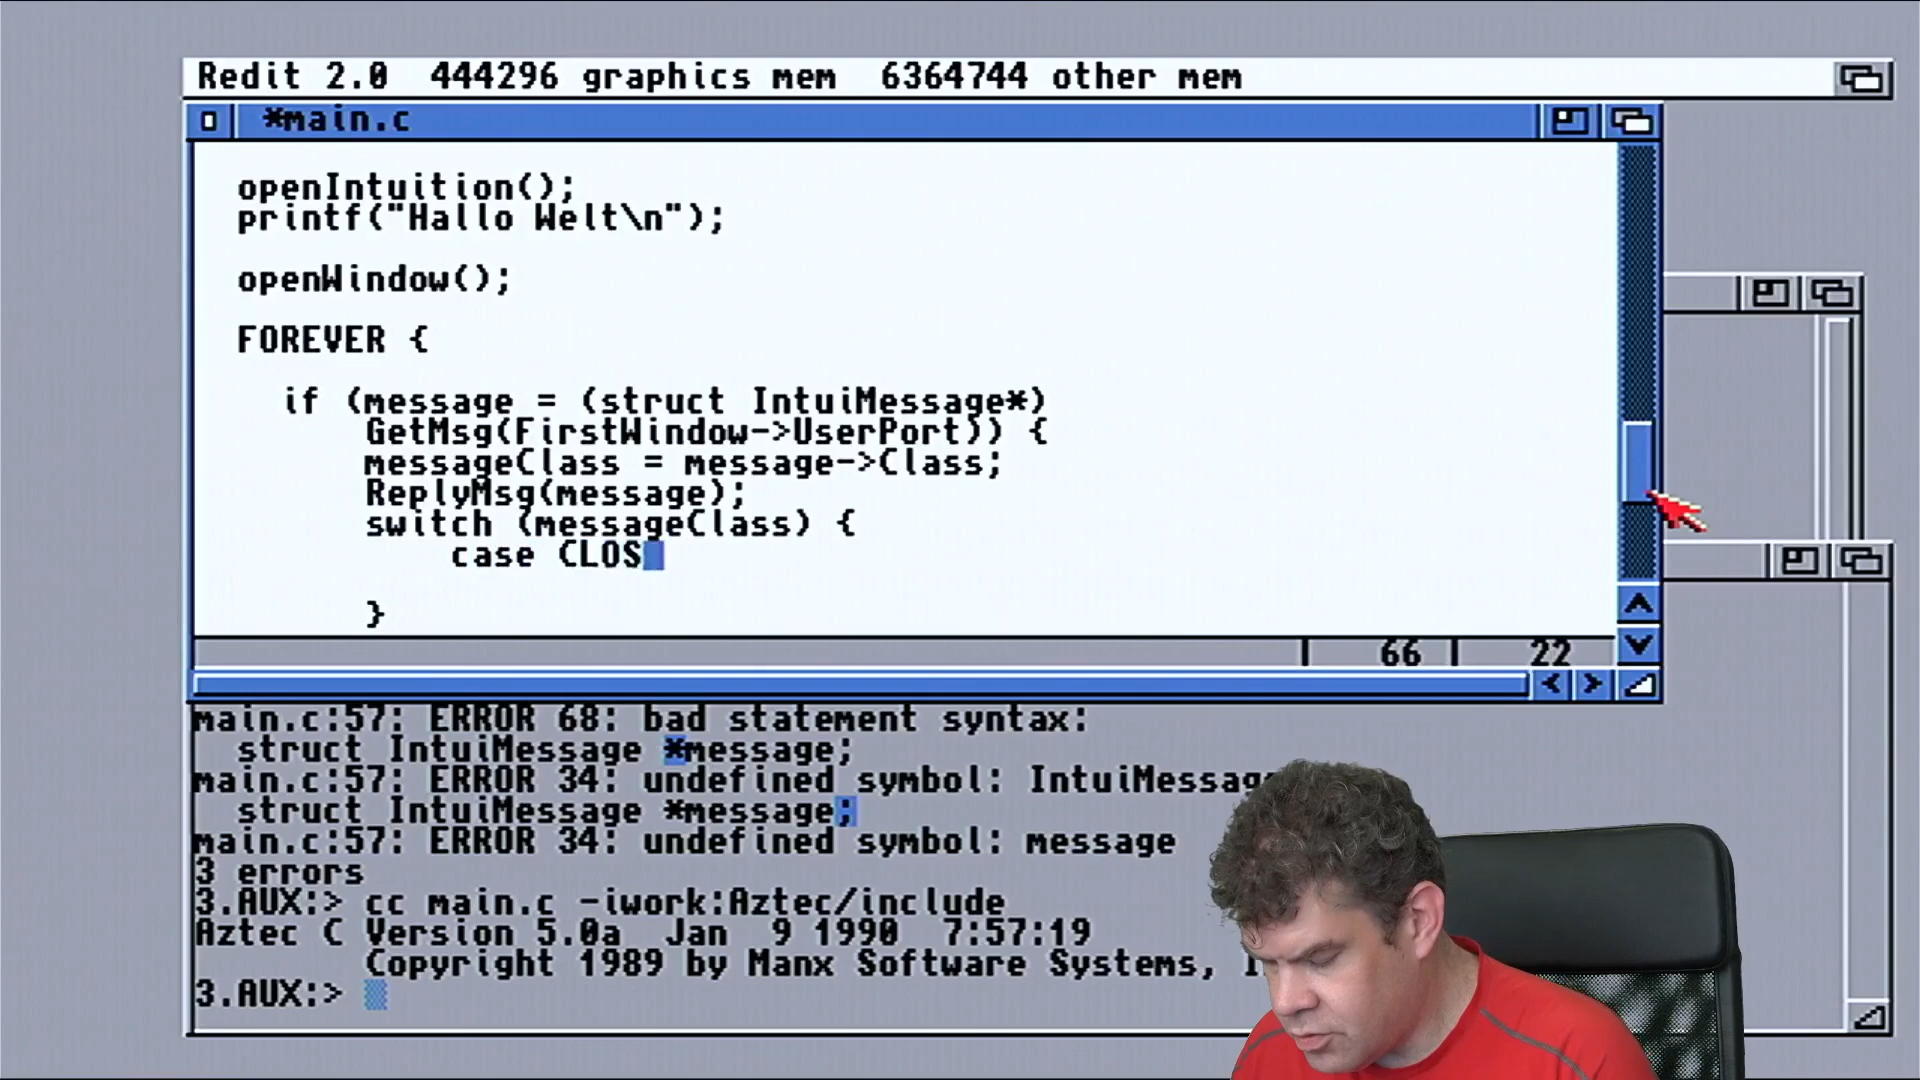 Redit 2.0 444296 graphics mem 6364744 other mem
*main.c
openIntuition();
printf("Hallo Welt\n");
openWindow();
FOREVER {
if (message = (struct IntuiMessage*)
GetMsg(FirstWindow->UserPort)) {
messageClass = message->Class;
ReplyMsg(message);
switch (messageClass) {
case CLOS
}
66 | 22
main.c:57: ERROR 68: bad statement syntax:
struct IntuiMessage *message;
main.c:57: ERROR 34: undefined symbol: IntuiMessage
struct IntuiMessage *message;
main.c:57: ERROR 34: undefined symbol: message
3 errors
3.AUX:> cc main.c -iwork:Aztec/include
Aztec C Version 5.0a Jan 9 1990 7:57:19
Copyright 1989 by Manx Software Systems,
3.AUX:>